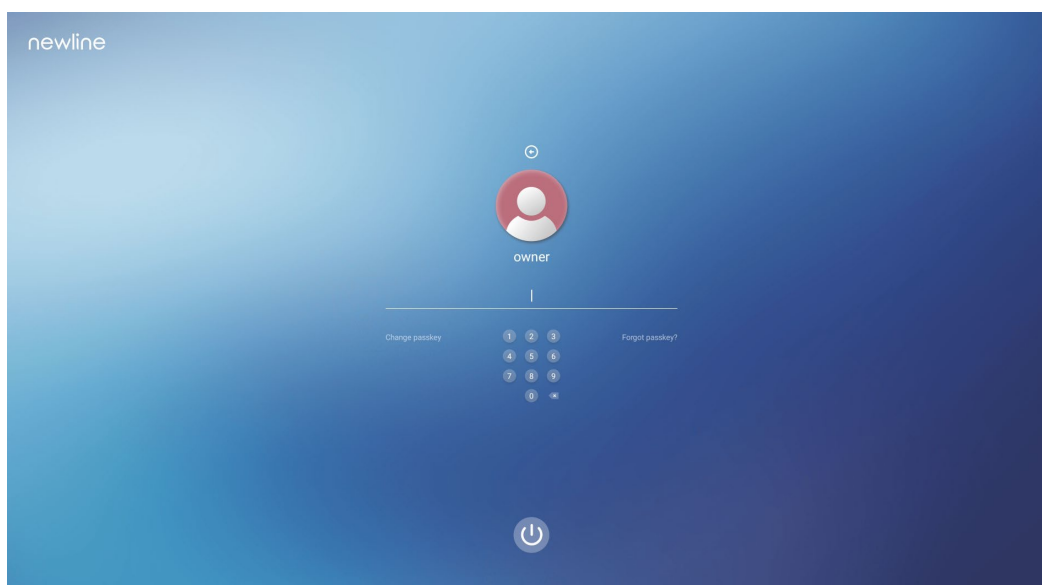 newline
owner
Change passkey
1 2 3
Forgot passkey?
4 5 6
7 8 9
0